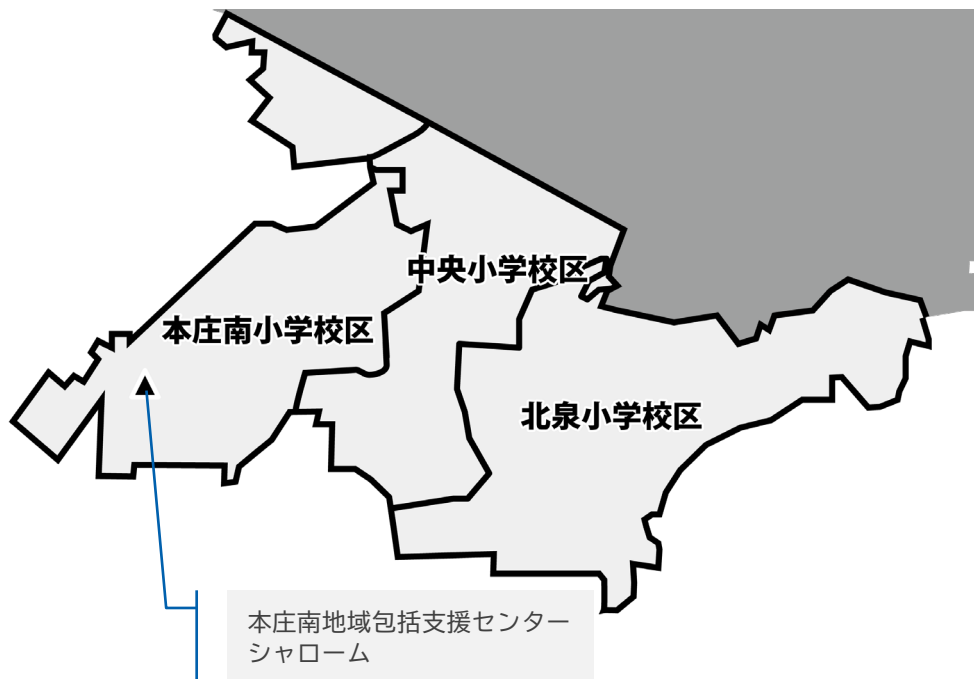 中央小学校区
本庄南小学校区
北泉小学校区
本庄南地域包括支援センター
シャローム